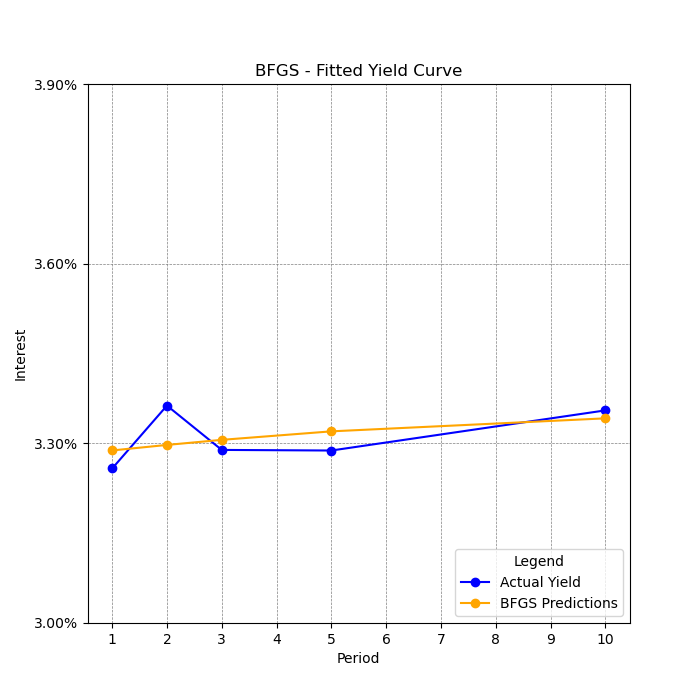 BFGS - Fitted Yield Curve
3.90%
3.60%
3.30%
3.00%
Interest
1 2 3 4 5 6 7 8 9 10
Period
Legend
Actual Yield
BFGS Predictions